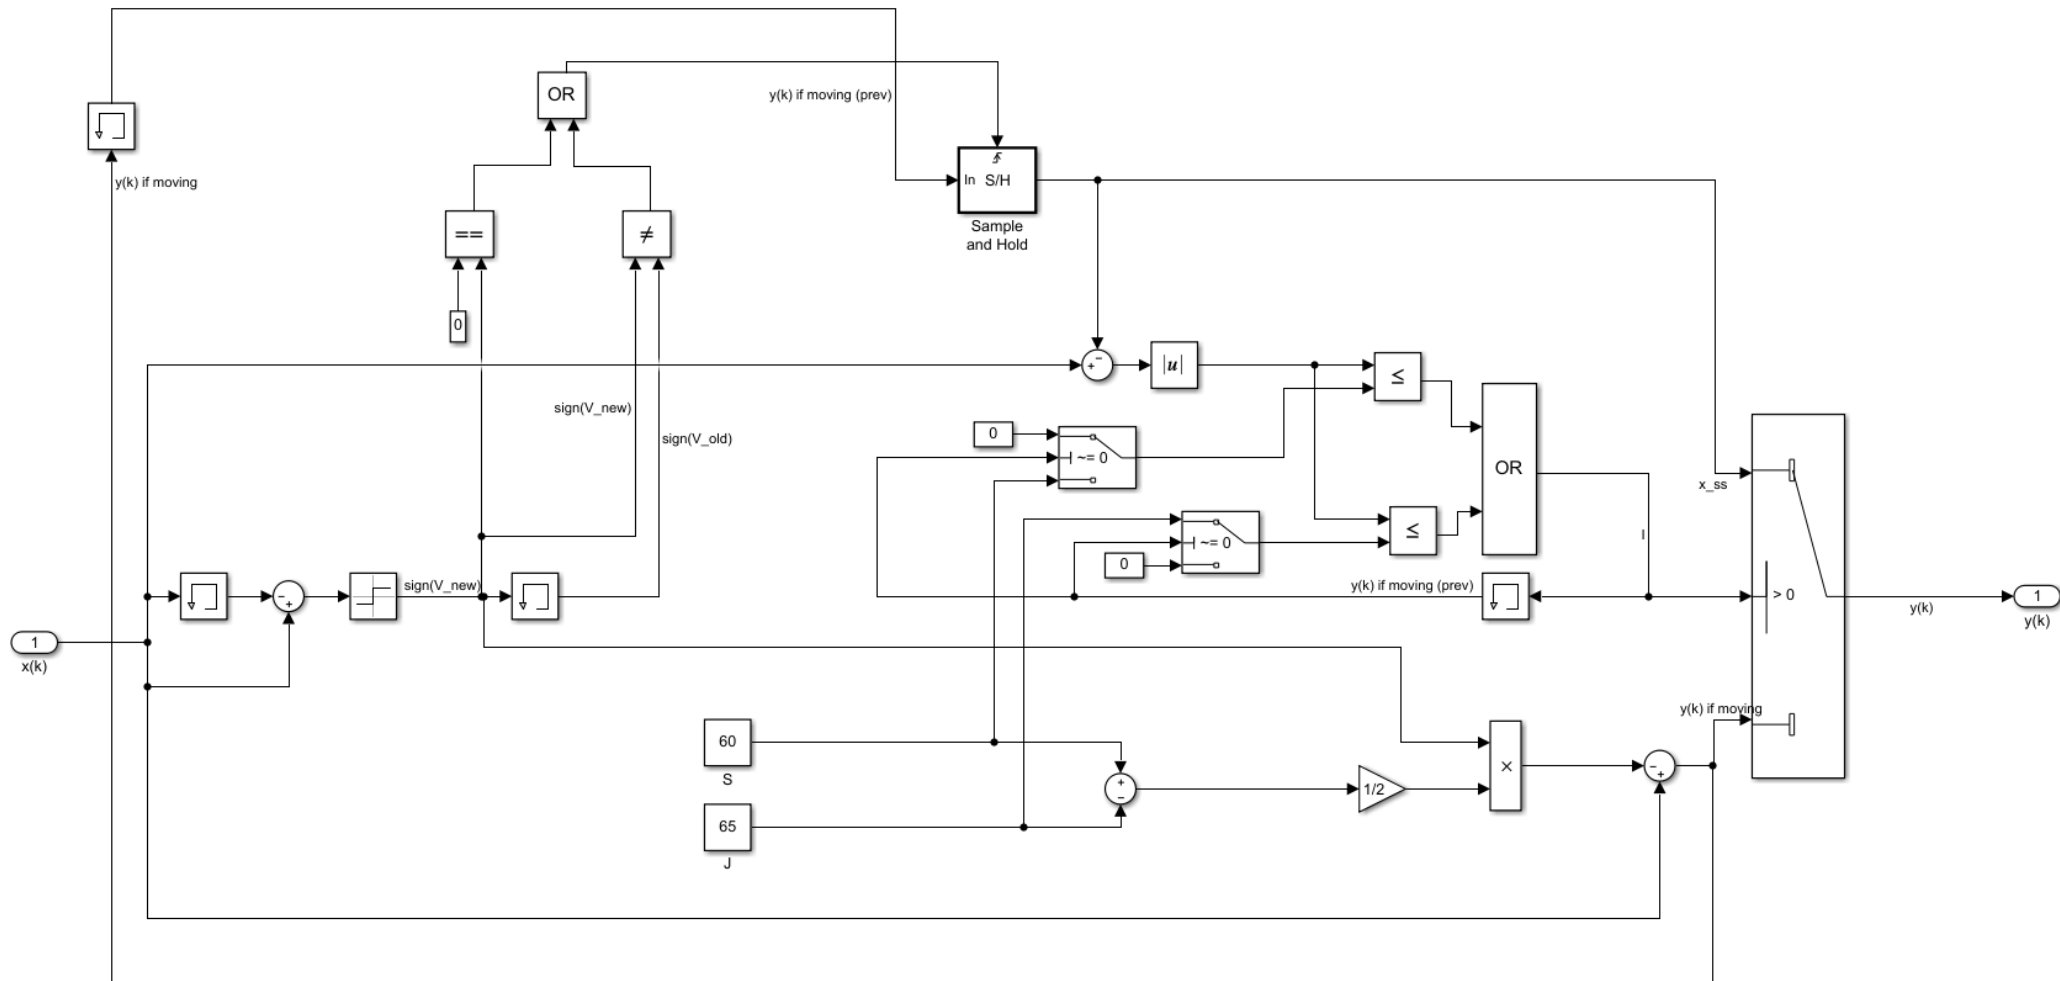 OR
y(k) if moving (prev)
y(k) if moving
In S/H
Sample
and Hold
==
≠
0
|u|
≤
sign(V_new)
sign(V_old)
0
~= 0
OR
x_ss
≤
~= 0
0
I
sign(V_new)
y(k) if moving (prev)
> 0
y(k)
1
y(k)
1
x(k)
y(k) if moving
60
S
×
1/2
65
J